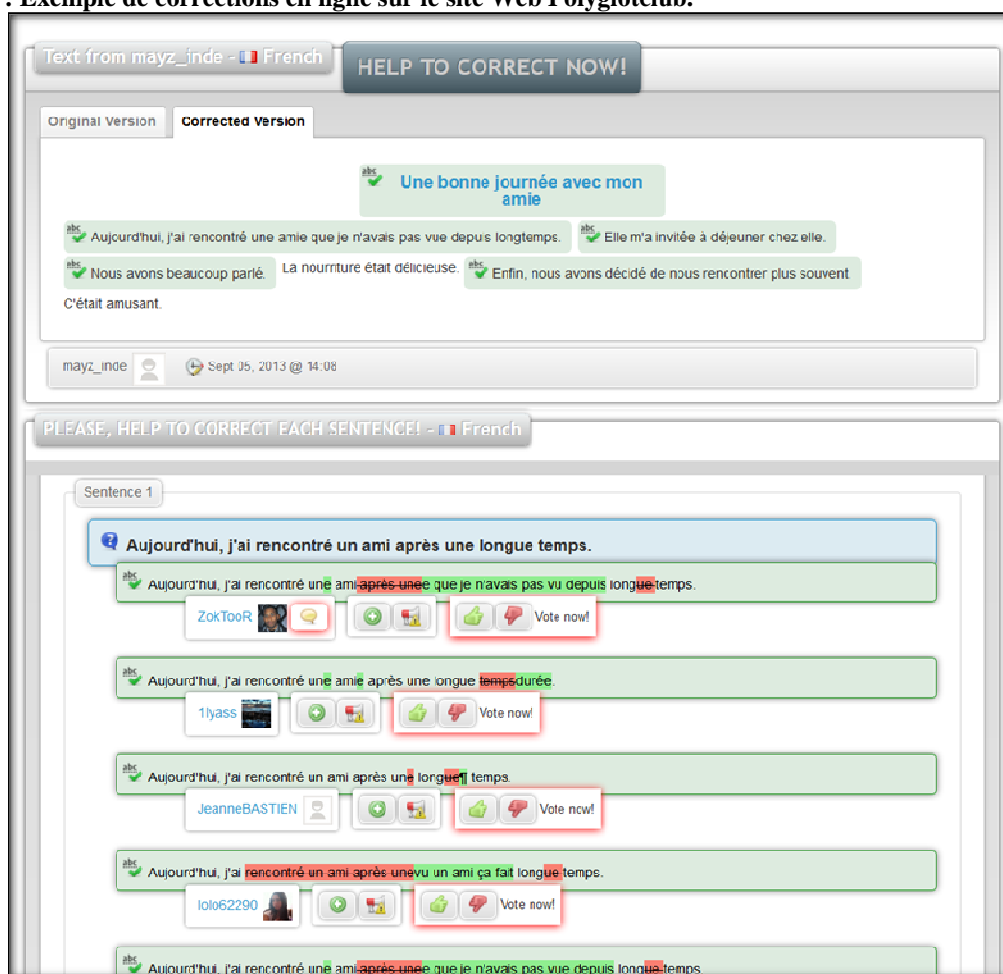 : Exemple de corrections en ligne sur le site Web Polyglotclub.
Text from mayz_inde - French
HELP TO CORRECT NOW!
Original Version Corrected Version
Une bonne journée avec mon
amie
Aujourd'hui, j'ai rencontré une amie que je n'avais pas vue depuis longtemps. Elle m'a invitée à déjeuner chez elle.
Nous avons beaucoup parlé. La nourriture était délicieuse. Enfin, nous avons décidé de nous rencontrer plus souvent
C'était amusant.
mayz_inde Sept 05, 2013 @ 14:08
PLEASE, HELP TO CORRECT EACH SENTENCE! - French
Sentence 1
Aujourd'hui, j'ai rencontré un ami après une longue temps.
Aujourd'hui, j'ai rencontré une ami après unee que je n'avais pas vu depuis longue temps.
ZokTooR Vote now!
Aujourd'hui, j'ai rencontré une amie après une longue tempsdurée.
1lyass Vote now!
Aujourd'hui, j'ai rencontré un ami après une longue¶ temps.
JeanneBASTIEN Vote now!
Aujourd'hui, j'ai rencontré un ami après unevu un ami ça fait longue temps.
lolo62290 Vote now!
Aujourd'hui, j'ai rencontré une ami après unee que je n'avais pas vue depuis longue temps.